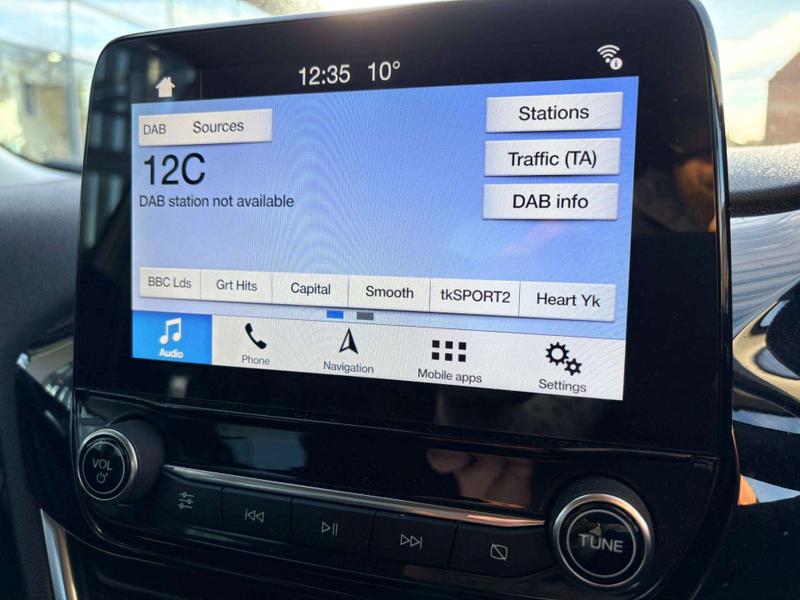 12:35 10°
DAB Sources
Stations
12C
Traffic (TA)
DAB station not available
DAB info
BBC Lds Grt Hits Capital Smooth tkSPORT2 Heart Yk
Audio Phone Navigation Mobile apps Settings
VOL
TUNE